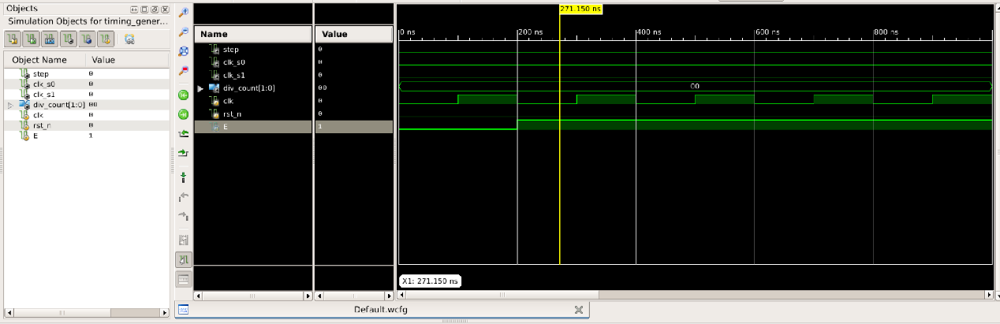 Objects
Simulation Objects for timing_gener...
Object Name Value
step 0
clk_s0 0
clk_s1 0
div_count[1:0] 00
clk 0
rst_n 0
E 1
Name Value
step 0
clk_s0 0
clk_s1 0
div_count[1:0] 00
clk 0
rst_n 0
E 1
271.150 ns
0 ns 200 ns 400 ns 600 ns 800 ns
00
X1: 271.150 ns
Default.wcfg